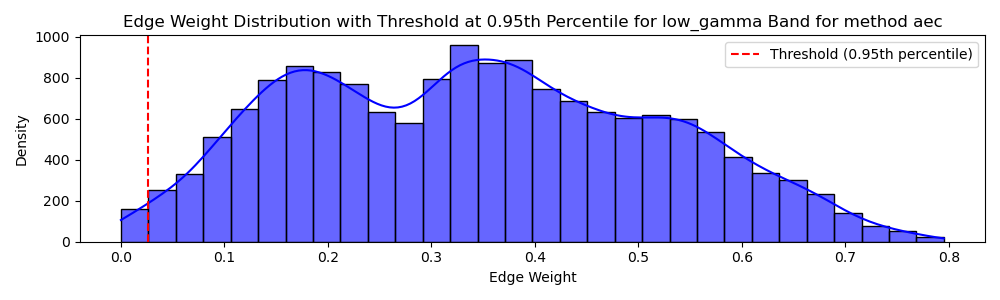 Edge Weight Distribution with Threshold at 0.95th Percentile for low_gamma Band for method aec
Threshold (0.95th percentile)
Density
1000
800
600
400
200
0
0.0 0.1 0.2 0.3 0.4 0.5 0.6 0.7 0.8
Edge Weight